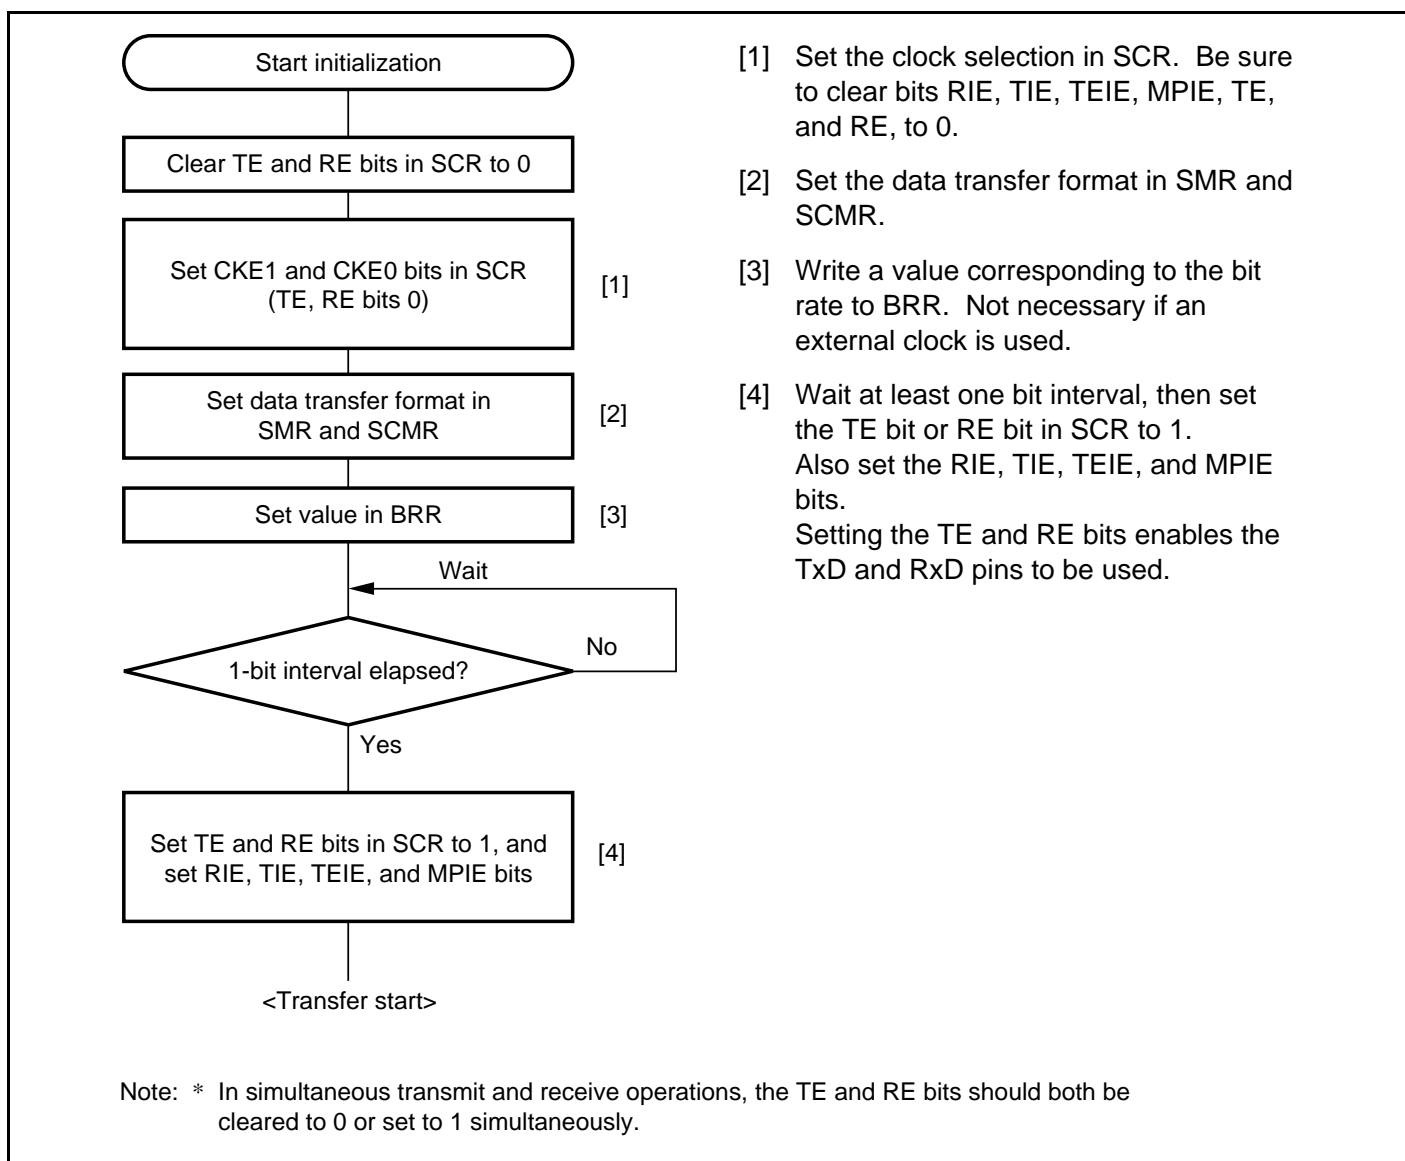 Start initialization
Clear TE and RE bits in SCR to 0
Set CKE1 and CKE0 bits in SCR
(TE, RE bits 0)
[1]
Set data transfer format in
SMR and SCMR
[2]
Set value in BRR
[3]
Wait
1-bit interval elapsed?
No
Yes
Set TE and RE bits in SCR to 1, and
set RIE, TIE, TEIE, and MPIE bits
[4]
<Transfer start>
[1] Set the clock selection in SCR. Be sure
to clear bits RIE, TIE, TEIE, MPIE, TE,
and RE, to 0.
[2] Set the data transfer format in SMR and
SCMR.
[3] Write a value corresponding to the bit
rate to BRR. Not necessary if an
external clock is used.
[4] Wait at least one bit interval, then set
the TE bit or RE bit in SCR to 1.
Also set the RIE, TIE, TEIE, and MPIE
bits.
Setting the TE and RE bits enables the
TxD and RxD pins to be used.
Note: * In simultaneous transmit and receive operations, the TE and RE bits should both be
cleared to 0 or set to 1 simultaneously.